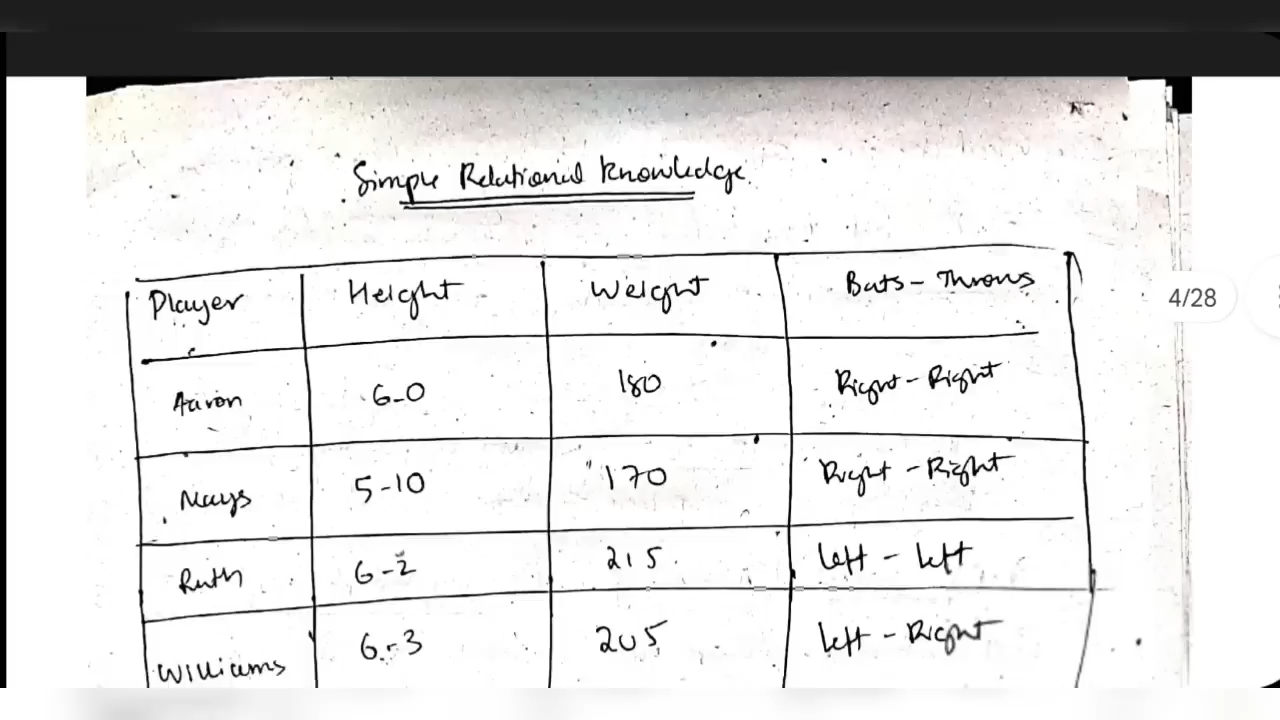 Simple Relational Knowledge
Player Height Weight Bats - Throws
Aaron 6-0 180 Right - Right
Mays 5-10 170 Right - Right
Ruth 6-2 215 left - left
Williams 6-3 205 left - Right
4/28